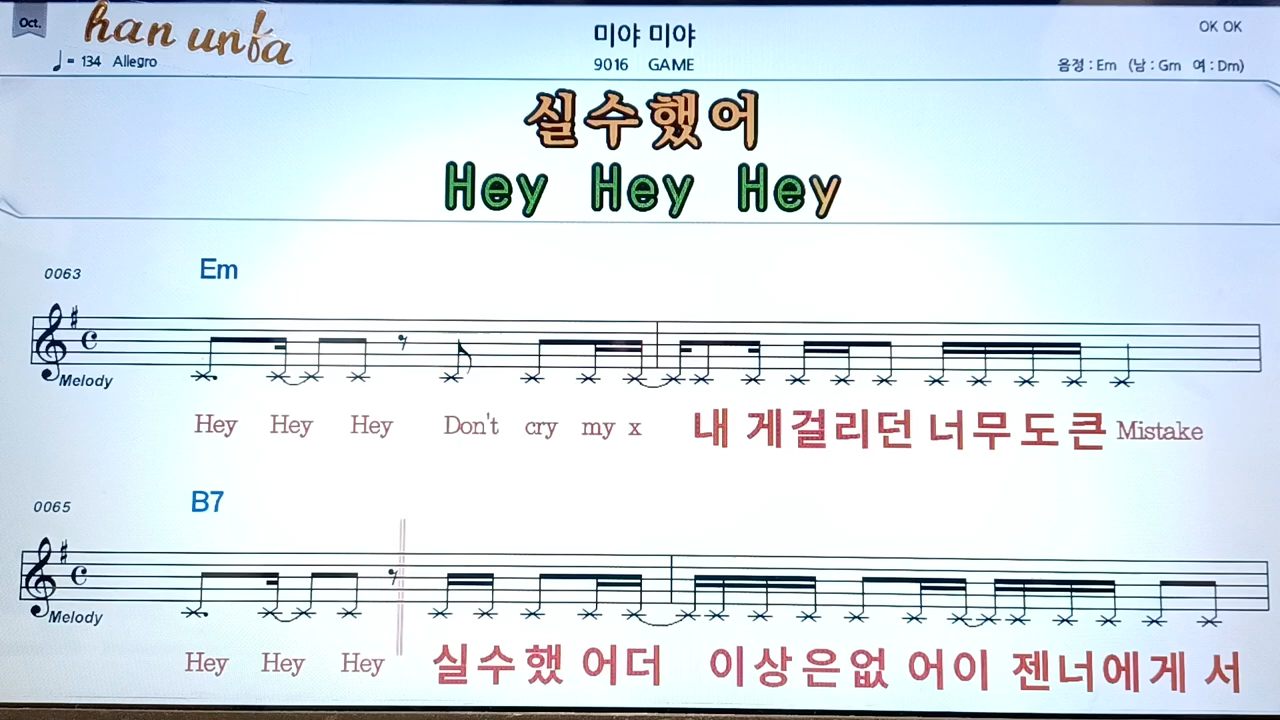 Oct.
han unba
미야 미야
OK OK
♩ = 134 Allegro
9016 GAME
음정 : Em (남 : Gm 여 : Dm)
실수했어
Hey Hey Hey
0063
Em
Melody
Hey Hey Hey Don't cry my x 내 게걸리던 너무도큰 Mistake
0065
B7
Melody
Hey Hey Hey 실수했 어더 이상은없 어이 젠너에게 서